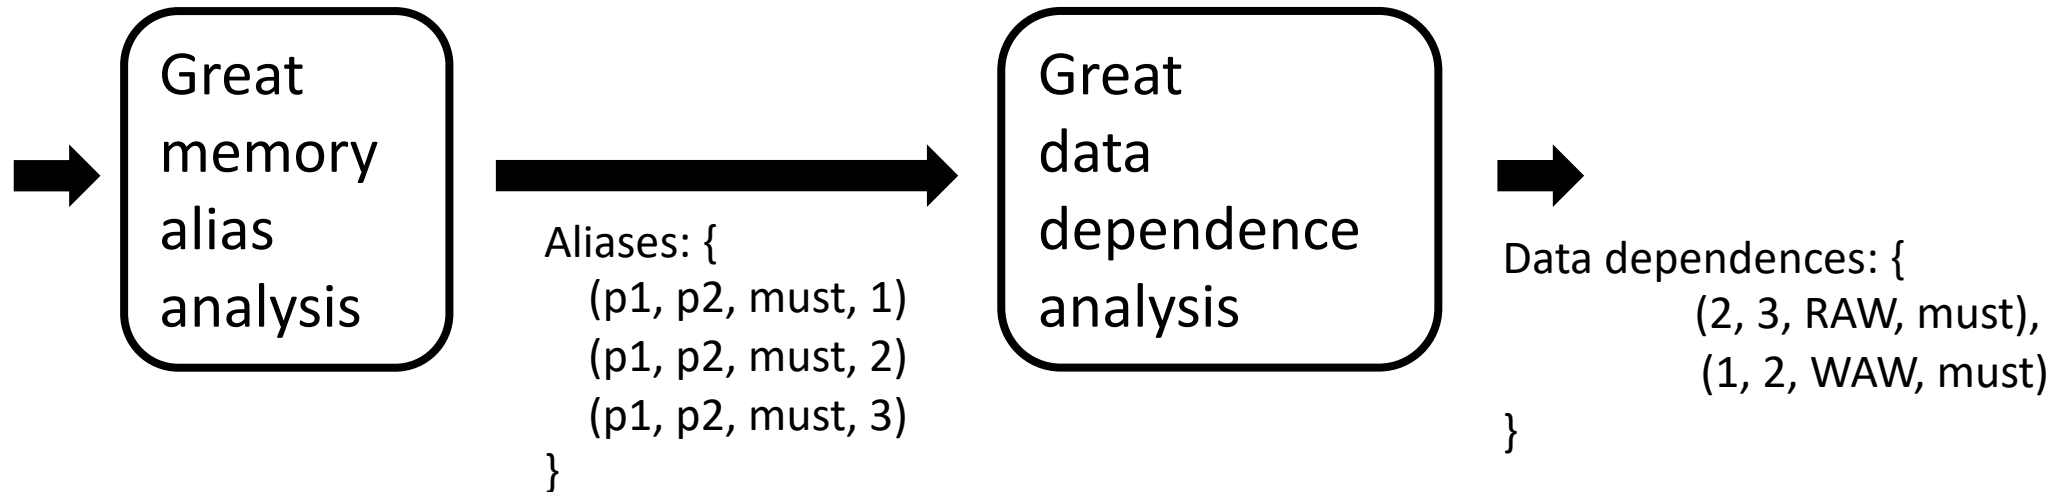 Great
memory
alias
analysis
Aliases: {
(p1, p2, must, 1)
(p1, p2, must, 2)
(p1, p2, must, 3)
}
Great
data
dependence
analysis
Data dependences: {
(2, 3, RAW, must),
(1, 2, WAW, must)
}